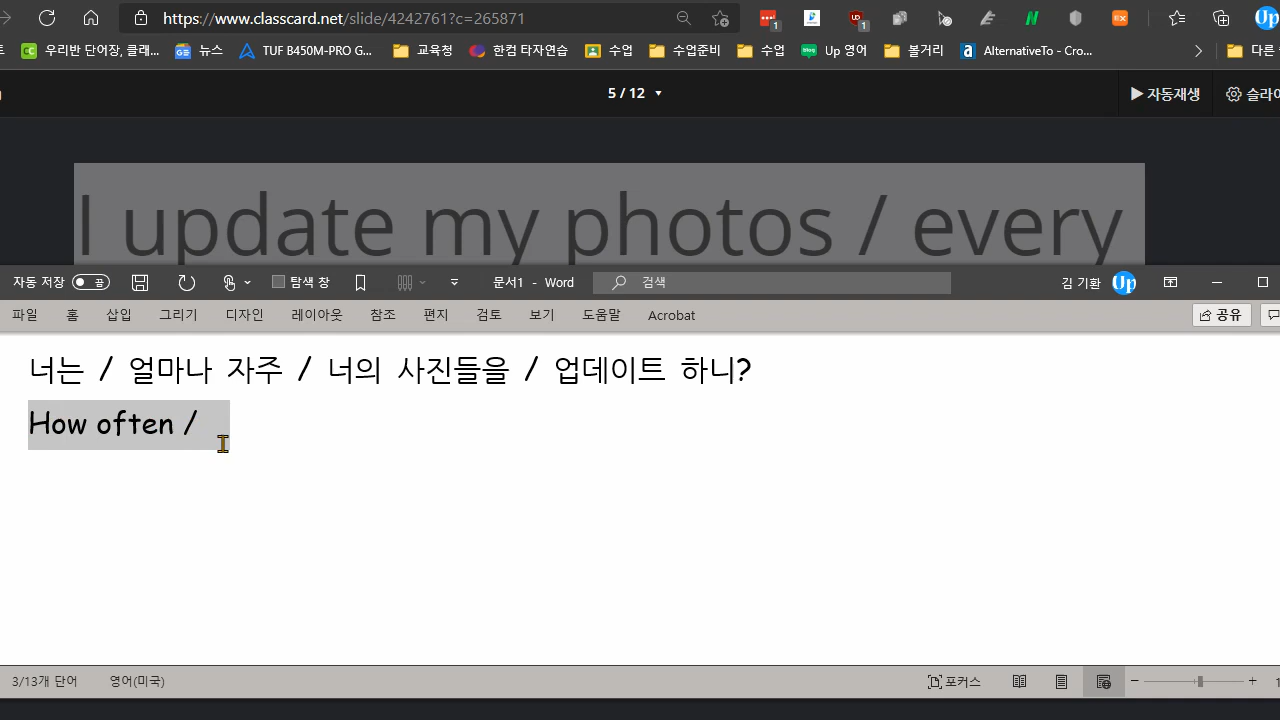 https://www.classcard.net/slide/4242761?c=265871
우리반 단어장, 클래... 뉴스 TUF B450M-PRO G... 교육청 한컴 타자연습 수업 수업준비 수업 Up 영어 볼거리 AlternativeTo - Cro... 다른
5 / 12 자동재생 슬라이
I update my photos / every
자동 저장 끔 탐색 창 문서1 - Word 검색 김 기환 Up
파일 홈 삽입 그리기 디자인 레이아웃 참조 편지 검토 보기 도움말 Acrobat 공유
너는 / 얼마나 자주 / 너의 사진들을 / 업데이트 하니?
How often /
3/13개 단어 영어(미국) 포커스